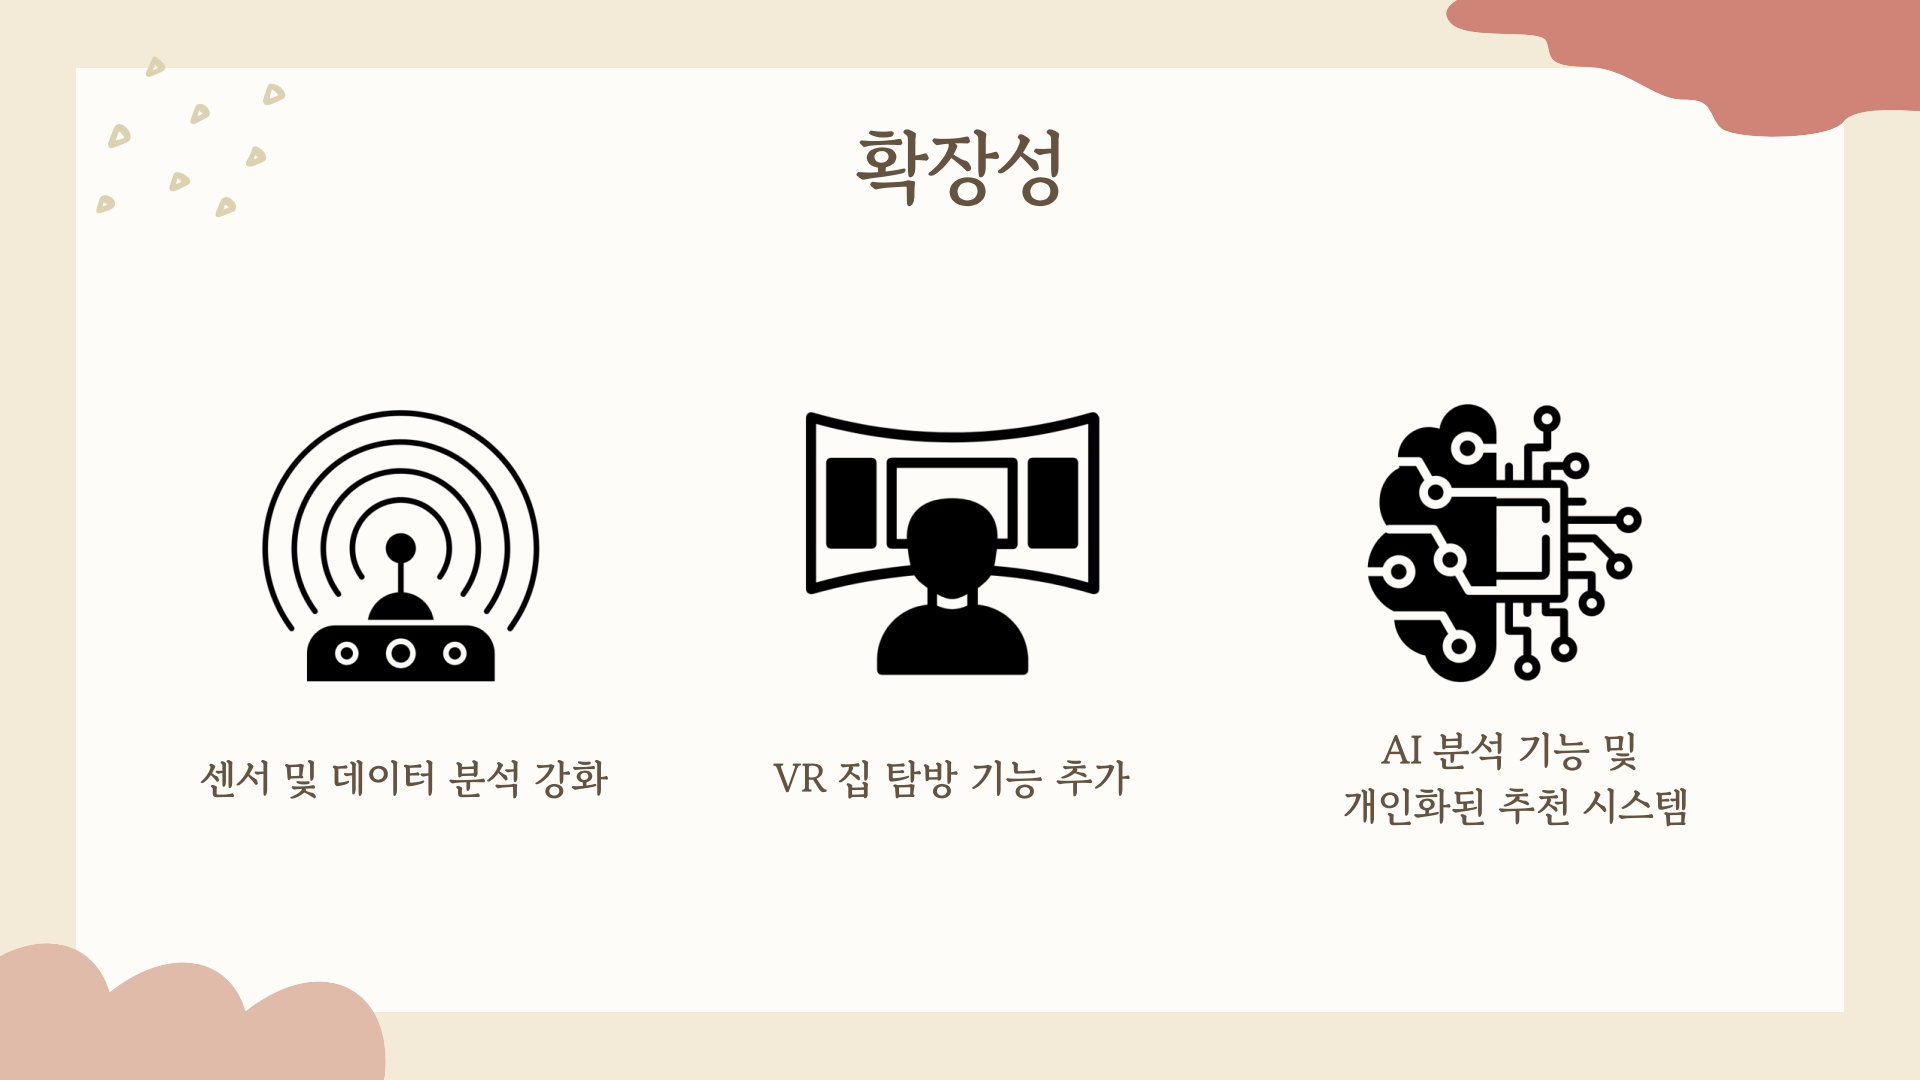 확장성
센서 및 데이터 분석 강화
VR 집 탐방 기능 추가
AI 분석 기능 및
개인화된 추천 시스템